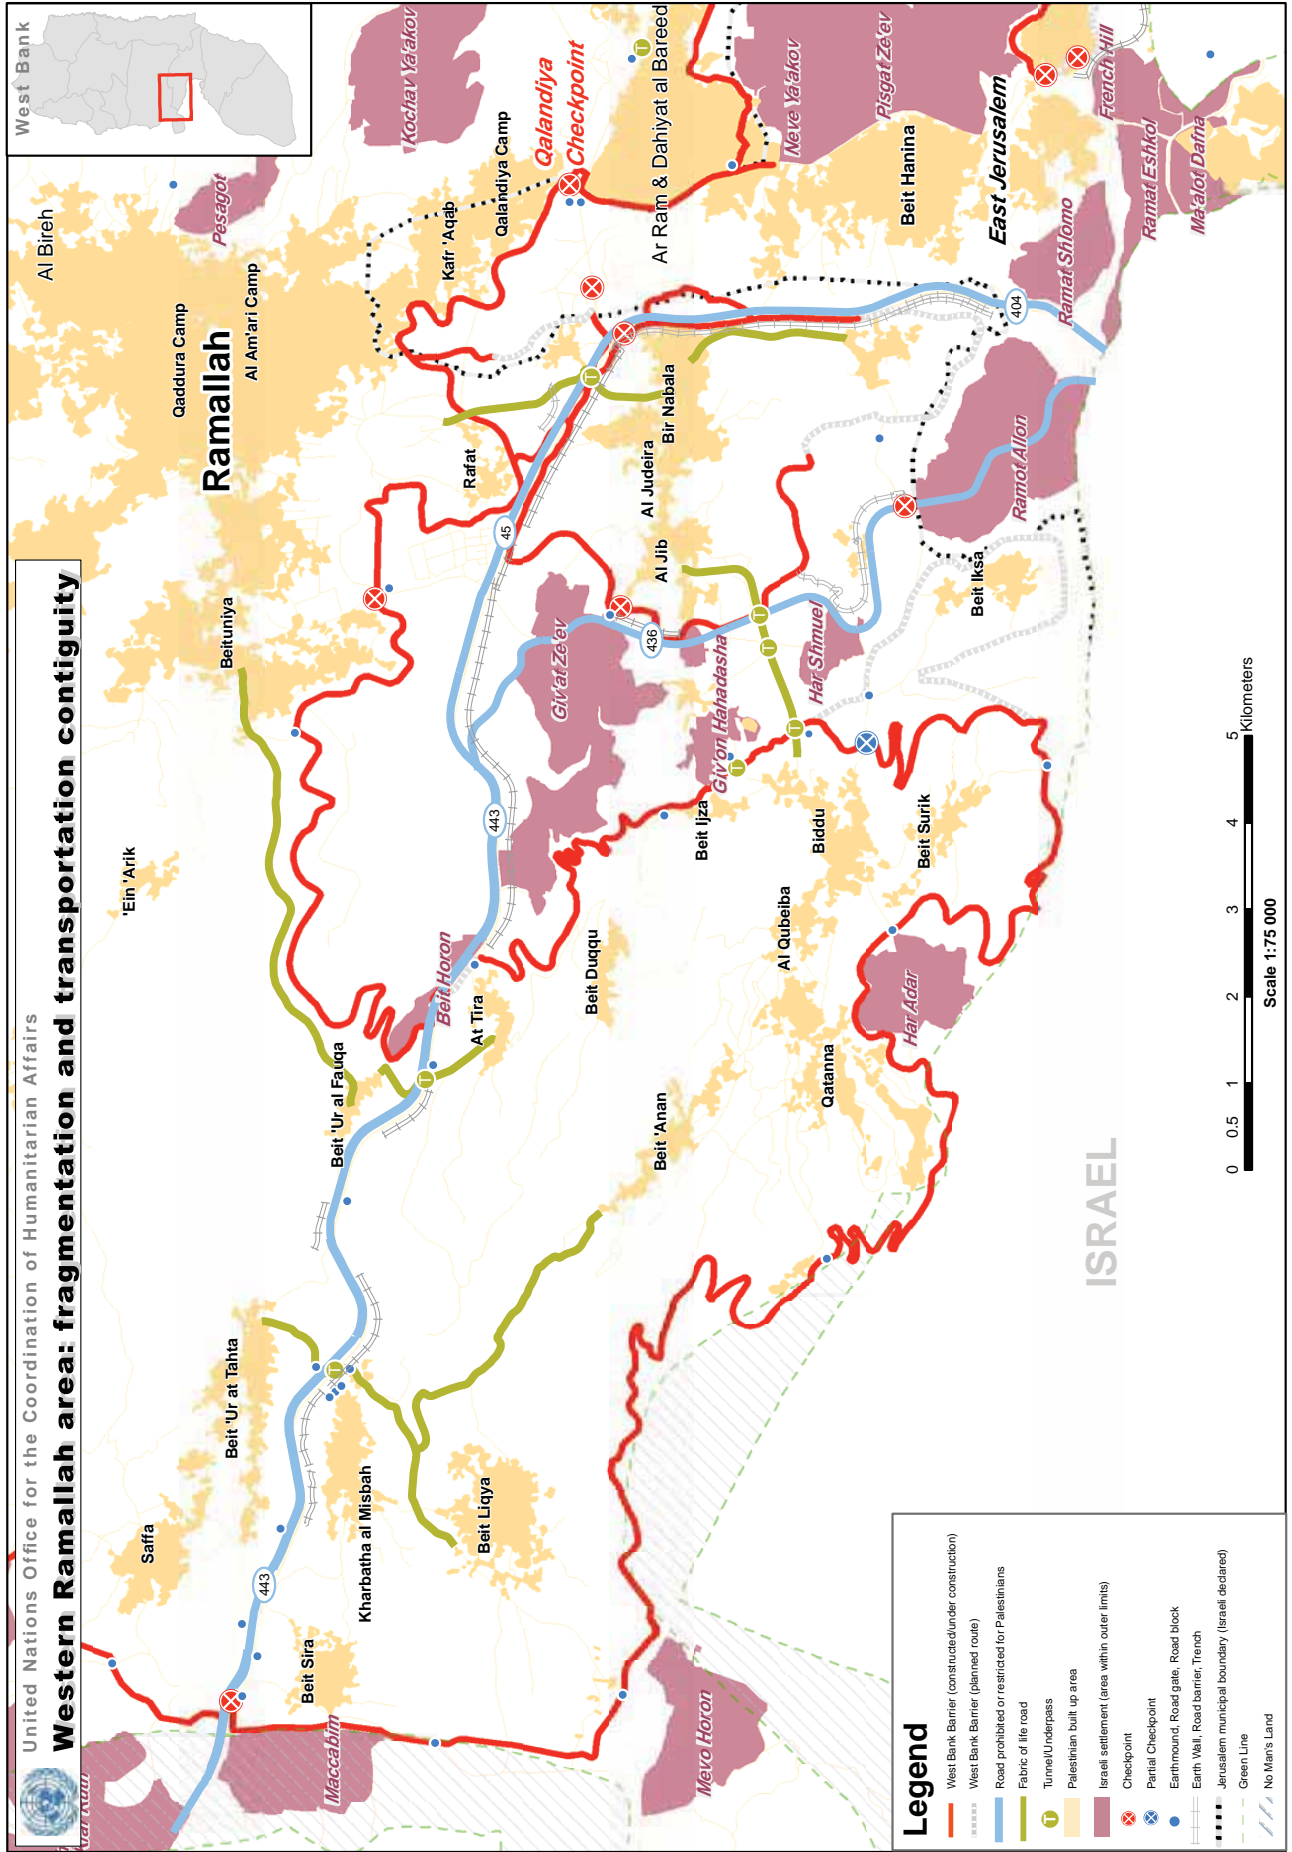 United Nations Office for the Coordination of Humanitarian Affairs
Western Ramallah area: fragmentation and transportation contiguity
West Bank
Al Bireh
Pesagot
Kochav Ya'akov
Qaddura Camp
Ramallah
Al Am'ari Camp
Kafr 'Aqab
Qalandiya Camp
Qalandiya
Checkpoint
Ar Ram & Dahiyat al Bareed
Neve Ya'akov
Pisgat Ze'ev
Beit Hanina
East Jerusalem
French Hill
Ramat Eshkol
Ma'alot Dafna
Ramat Shlomo
404
Ramot Allon
Beit Iksa
Rafat
Bir Nabala
Al Judeira
Al Jib
45
436
Giv'at Ze'ev
Giv'on Hahadasha
Har Shmuel
Beituniya
'Ein 'Arik
443
Beit Ijza
Biddu
Beit Surik
Al Qubeiba
Har Adar
Qatanna
Beit Duqqu
Beit Horon
At Tira
Beit 'Ur al Fauqa
Beit 'Anan
Beit 'Ur at Tahta
Saffa
Kharbatha al Misbah
Beit Liqya
443
Beit Sira
Maccabim
Mevo Horon
ISRAEL
0 0.5 1 2 3 4 5
Kilometers
Scale 1:75 000
Legend
West Bank Barrier (constructed/under construction)
West Bank Barrier (planned route)
Road prohibited or restricted for Palestinians
Fabric of life road
T Tunnel/Underpass
Palestinian built up area
Israeli settlement (area within outer limits)
Checkpoint
Partial Checkpoint
Earthmound, Road gate, Road block
Earth Wall, Road barrier, Trench
Jerusalem municipal boundary (Israeli declared)
Green Line
No Man's Land